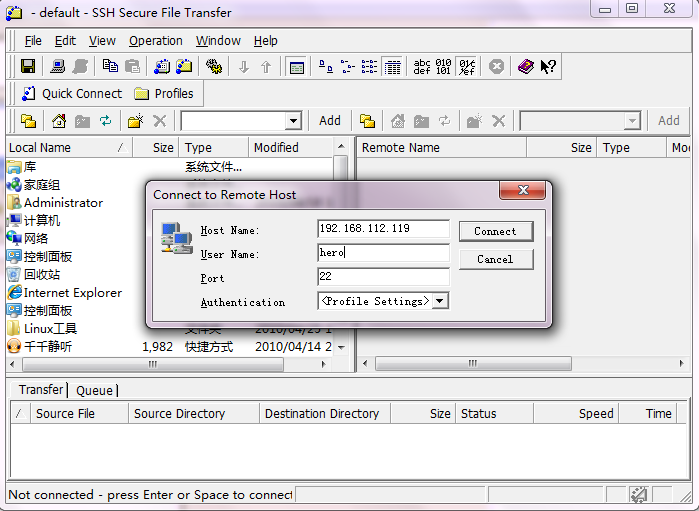 - default - SSH Secure File Transfer
File Edit View Operation Window Help
abc def 010 101
Quick Connect Profiles
Add Add
Local Name / Size Type Modified
Remote Name Size Type Mo
库 系统文件...
家庭组
Administrator
计算机
网络
控制面板
回收站
Internet Explorer
控制面板
Linux工具 文件夹 2010/04/25 1
千千静听 1,982 快捷方式 2010/04/14 2
Connect to Remote Host
Host Name: 192.168.112.119 Connect
User Name: hero Cancel
Port 22
Authentication <Profile Settings>
Transfer Queue
/ Source File Source Directory Destination Directory Size Status Speed Time
Not connected - press Enter or Space to connect